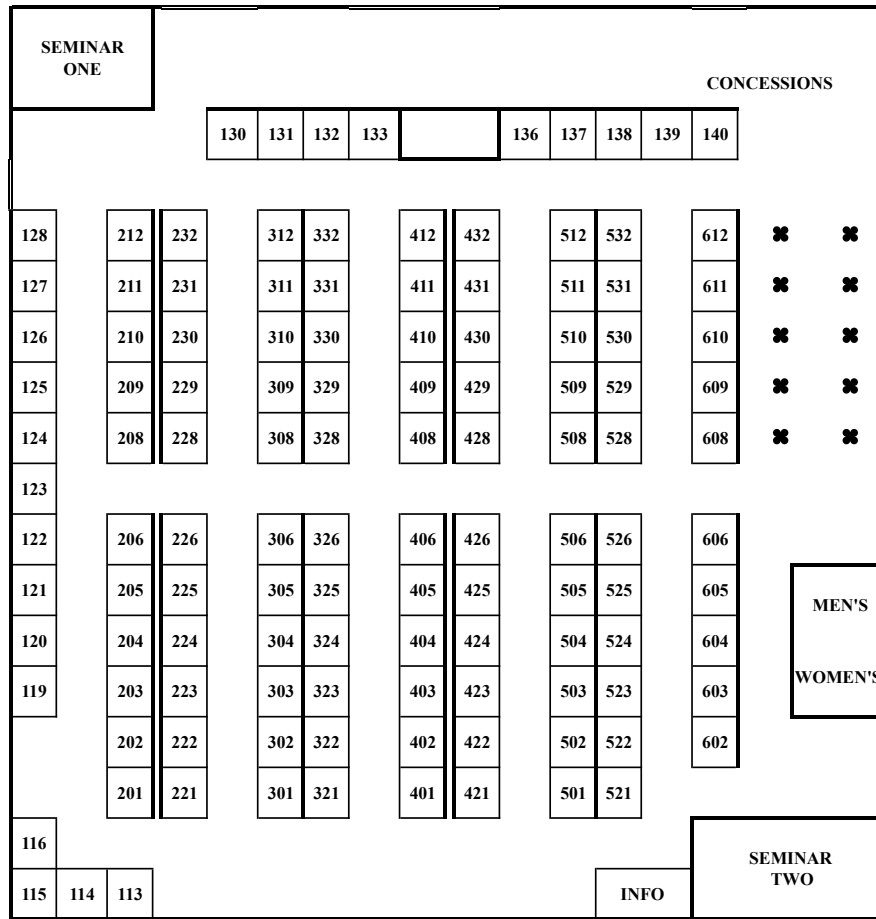 SEMINAR
ONE
CONCESSIONS
130 131 132 133 136 137 138 139 140
128 212 232 312 332 412 432 512 532 612
127 211 231 311 331 411 431 511 531 611
126 210 230 310 330 410 430 510 530 610
125 209 229 309 329 409 429 509 529 609
124 208 228 308 328 408 428 508 528 608
123
122 206 226 306 326 406 426 506 526 606
121 205 225 305 325 405 425 505 525 605
MEN'S
120 204 224 304 324 404 424 504 524 604
WOMEN'S
119 203 223 303 323 403 423 503 523 603
202 222 302 322 402 422 502 522 602
201 221 301 321 401 421 501 521
116
SEMINAR
TWO
115 114 113 INFO